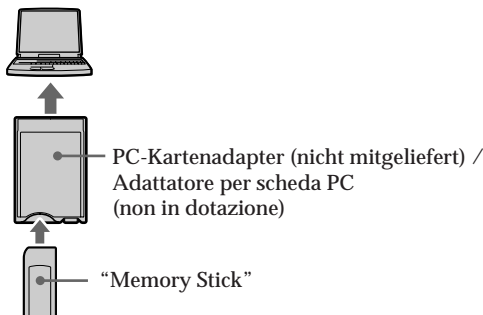 PC-Kartenadapter (nicht mitgeliefert) /
Adattatore per scheda PC
(non in dotazione)
“Memory Stick”